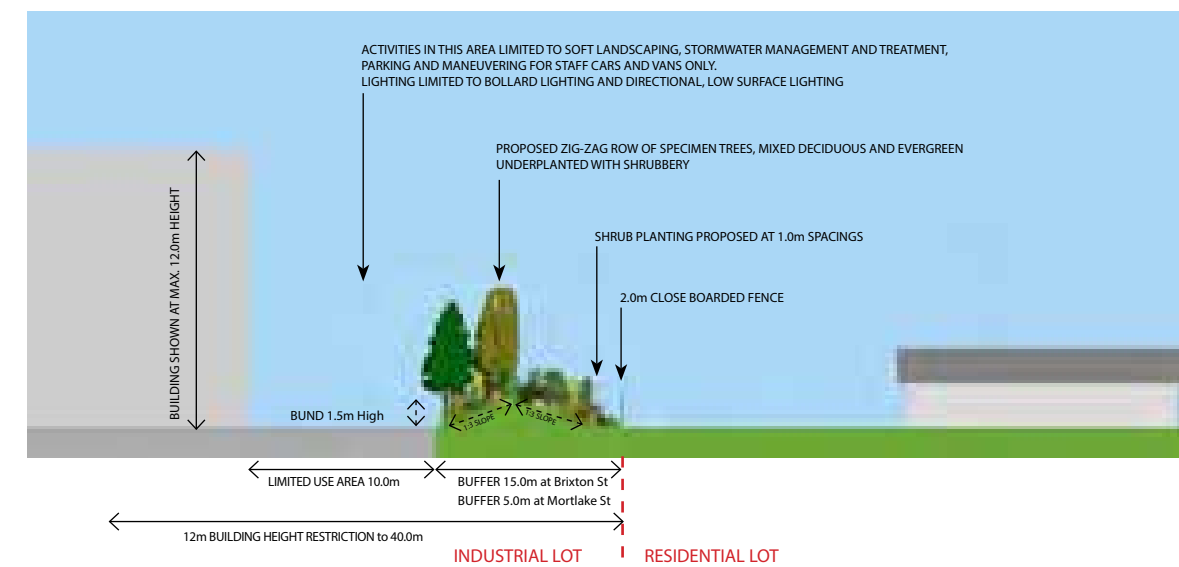 ACTIVITIES IN THIS AREA LIMITED TO SOFT LANDSCAPING, STORMWATER MANAGEMENT AND TREATMENT,
PARKING AND MANEUVERING FOR STAFF CARS AND VANS ONLY.
LIGHTING LIMITED TO BOLLARD LIGHTING AND DIRECTIONAL, LOW SURFACE LIGHTING
PROPOSED ZIG-ZAG ROW OF SPECIMEN TREES, MIXED DECIDUOUS AND EVERGREEN
UNDERPLANTED WITH SHRUBBERY
SHRUB PLANTING PROPOSED AT 1.0m SPACINGS
2.0m CLOSE BOARDED FENCE
BUILDING SHOWN AT MAX. 12.0m HEIGHT
BUND 1.5m High
1:3 SLOPE
1:3 SLOPE
LIMITED USE AREA 10.0m
BUFFER 15.0m at Brixton St
BUFFER 5.0m at Mortlake St
12m BUILDING HEIGHT RESTRICTION to 40.0m
INDUSTRIAL LOT
RESIDENTIAL LOT